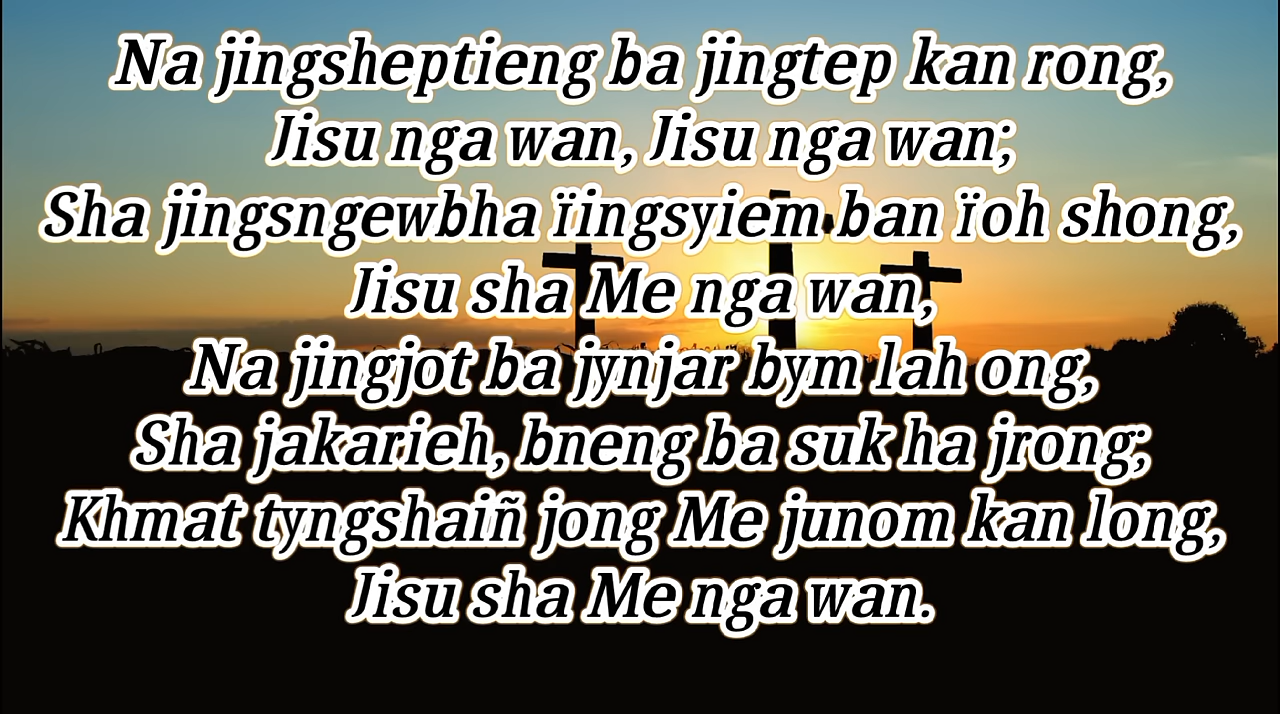 Na jingsheptieng ba jingtep kan rong,
Jisu nga wan, Jisu nga wan;
Sha jingsngewbha ïingsyiem ban ïoh shong,
Jisu sha Me nga wan,
Na jingjot ba jynjar bym lah ong,
Sha jakarieh, bneng ba suk ha jrong;
Khmat tyngshaiñ jong Me junom kan long,
Jisu sha Me nga wan.